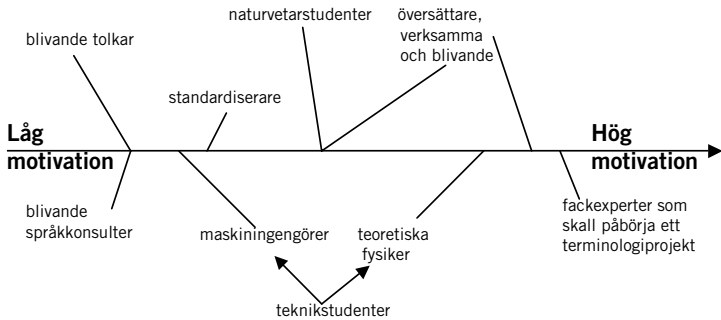 naturvetarstudenter
översättare,
verksamma
och blivande
blivande tolkar
standardiserare
Låg
motivation
Hög
motivation
blivande
språkkonsulter
maskiningengörer
teoretiska
fysiker
fackexperter som
skall påbörja ett
terminologiprojekt
teknikstudenter